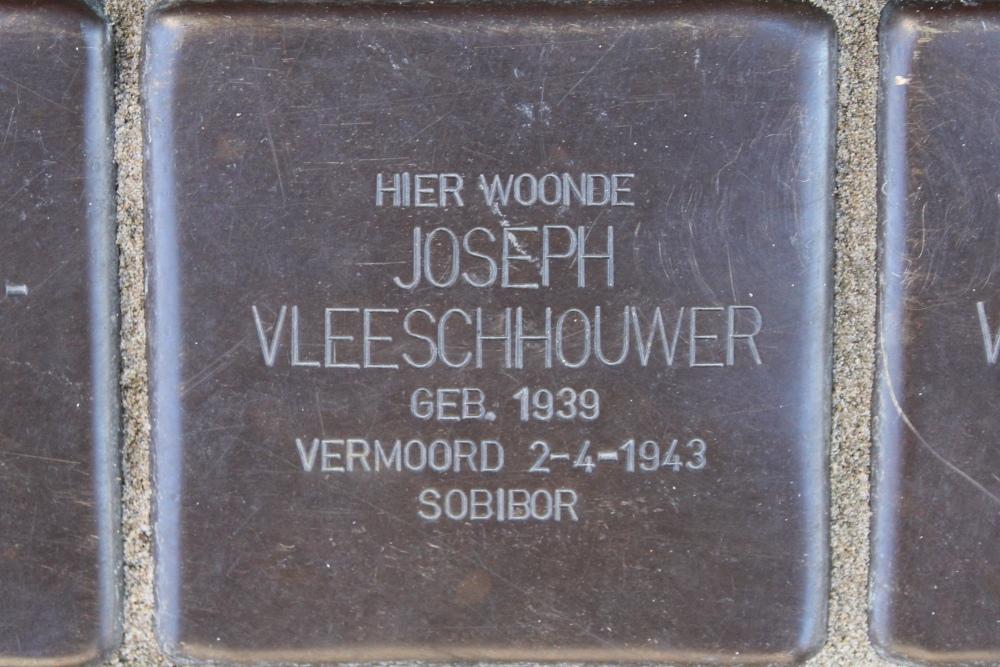 HIER WOONDE
JOSEPH
VLEESCHHOUWER
GEB. 1939
VERMOORD 2-4-1943
SOBIBOR